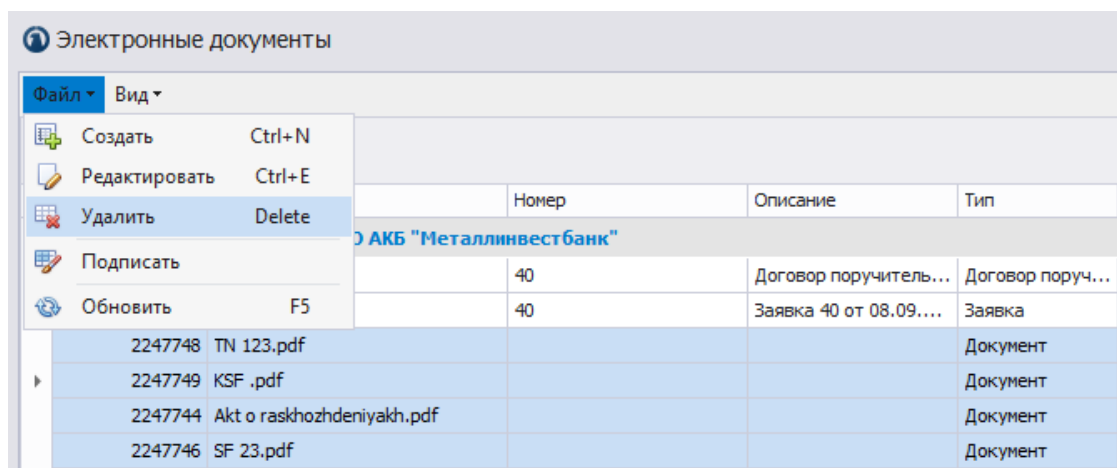 Электронные документы
Файл Вид
Создать Ctrl+N
Редактировать Ctrl+E
Удалить Delete
Подписать
Обновить F5
Номер Описание Тип
О АКБ "Металлинвестбанк"
40 Договор поручитель... Договор поруч...
40 Заявка 40 от 08.09.... Заявка
2247748 TN 123.pdf Документ
2247749 KSF .pdf Документ
2247744 Akt o raskhozhdeniyakh.pdf Документ
2247746 SF 23.pdf Документ